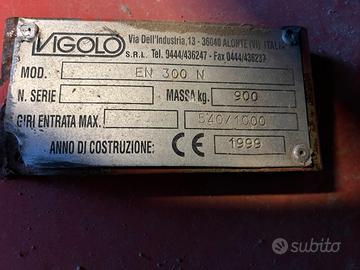 VIGOLO
Via Dell'Industria, 13 - 36040 ALONTE (VI) ITALIA
S.R.L. Tel. 0444/436247 - Fax 0444/436237
MOD. EN 300 N
N. SERIE MASSA kg. 900
GIRI ENTRATA MAX. 540/1000
ANNO DI COSTRUZIONE: CE 1999
subito